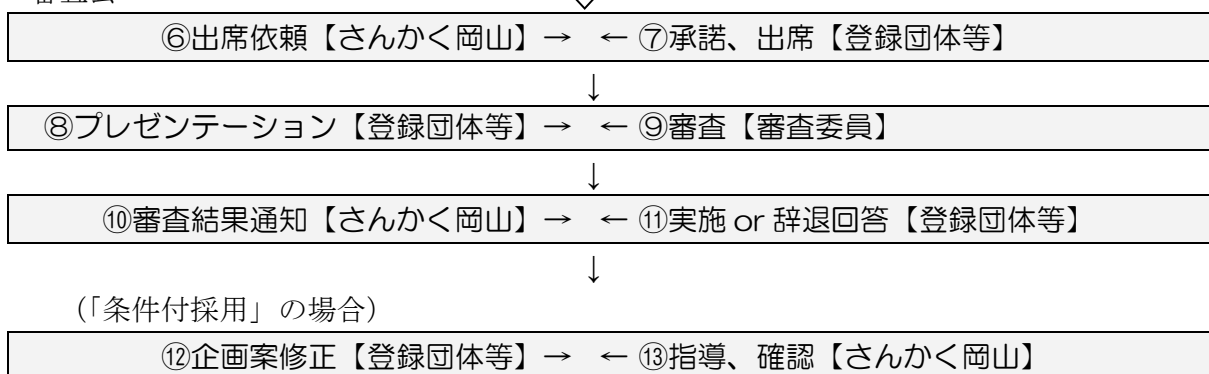 ⑥出席依頼【さんかく岡山】→ ←⑦承諾、出席【登録団体等】
↓
⑧プレゼンテーション【登録団体等】→ ←⑨審査【審査委員】
↓
⑩審査結果通知【さんかく岡山】→ ←⑪実施 or 辞退回答【登録団体等】
↓
（「条件付採用」の場合）
⑫企画案修正【登録団体等】→ ←⑬指導、確認【さんかく岡山】